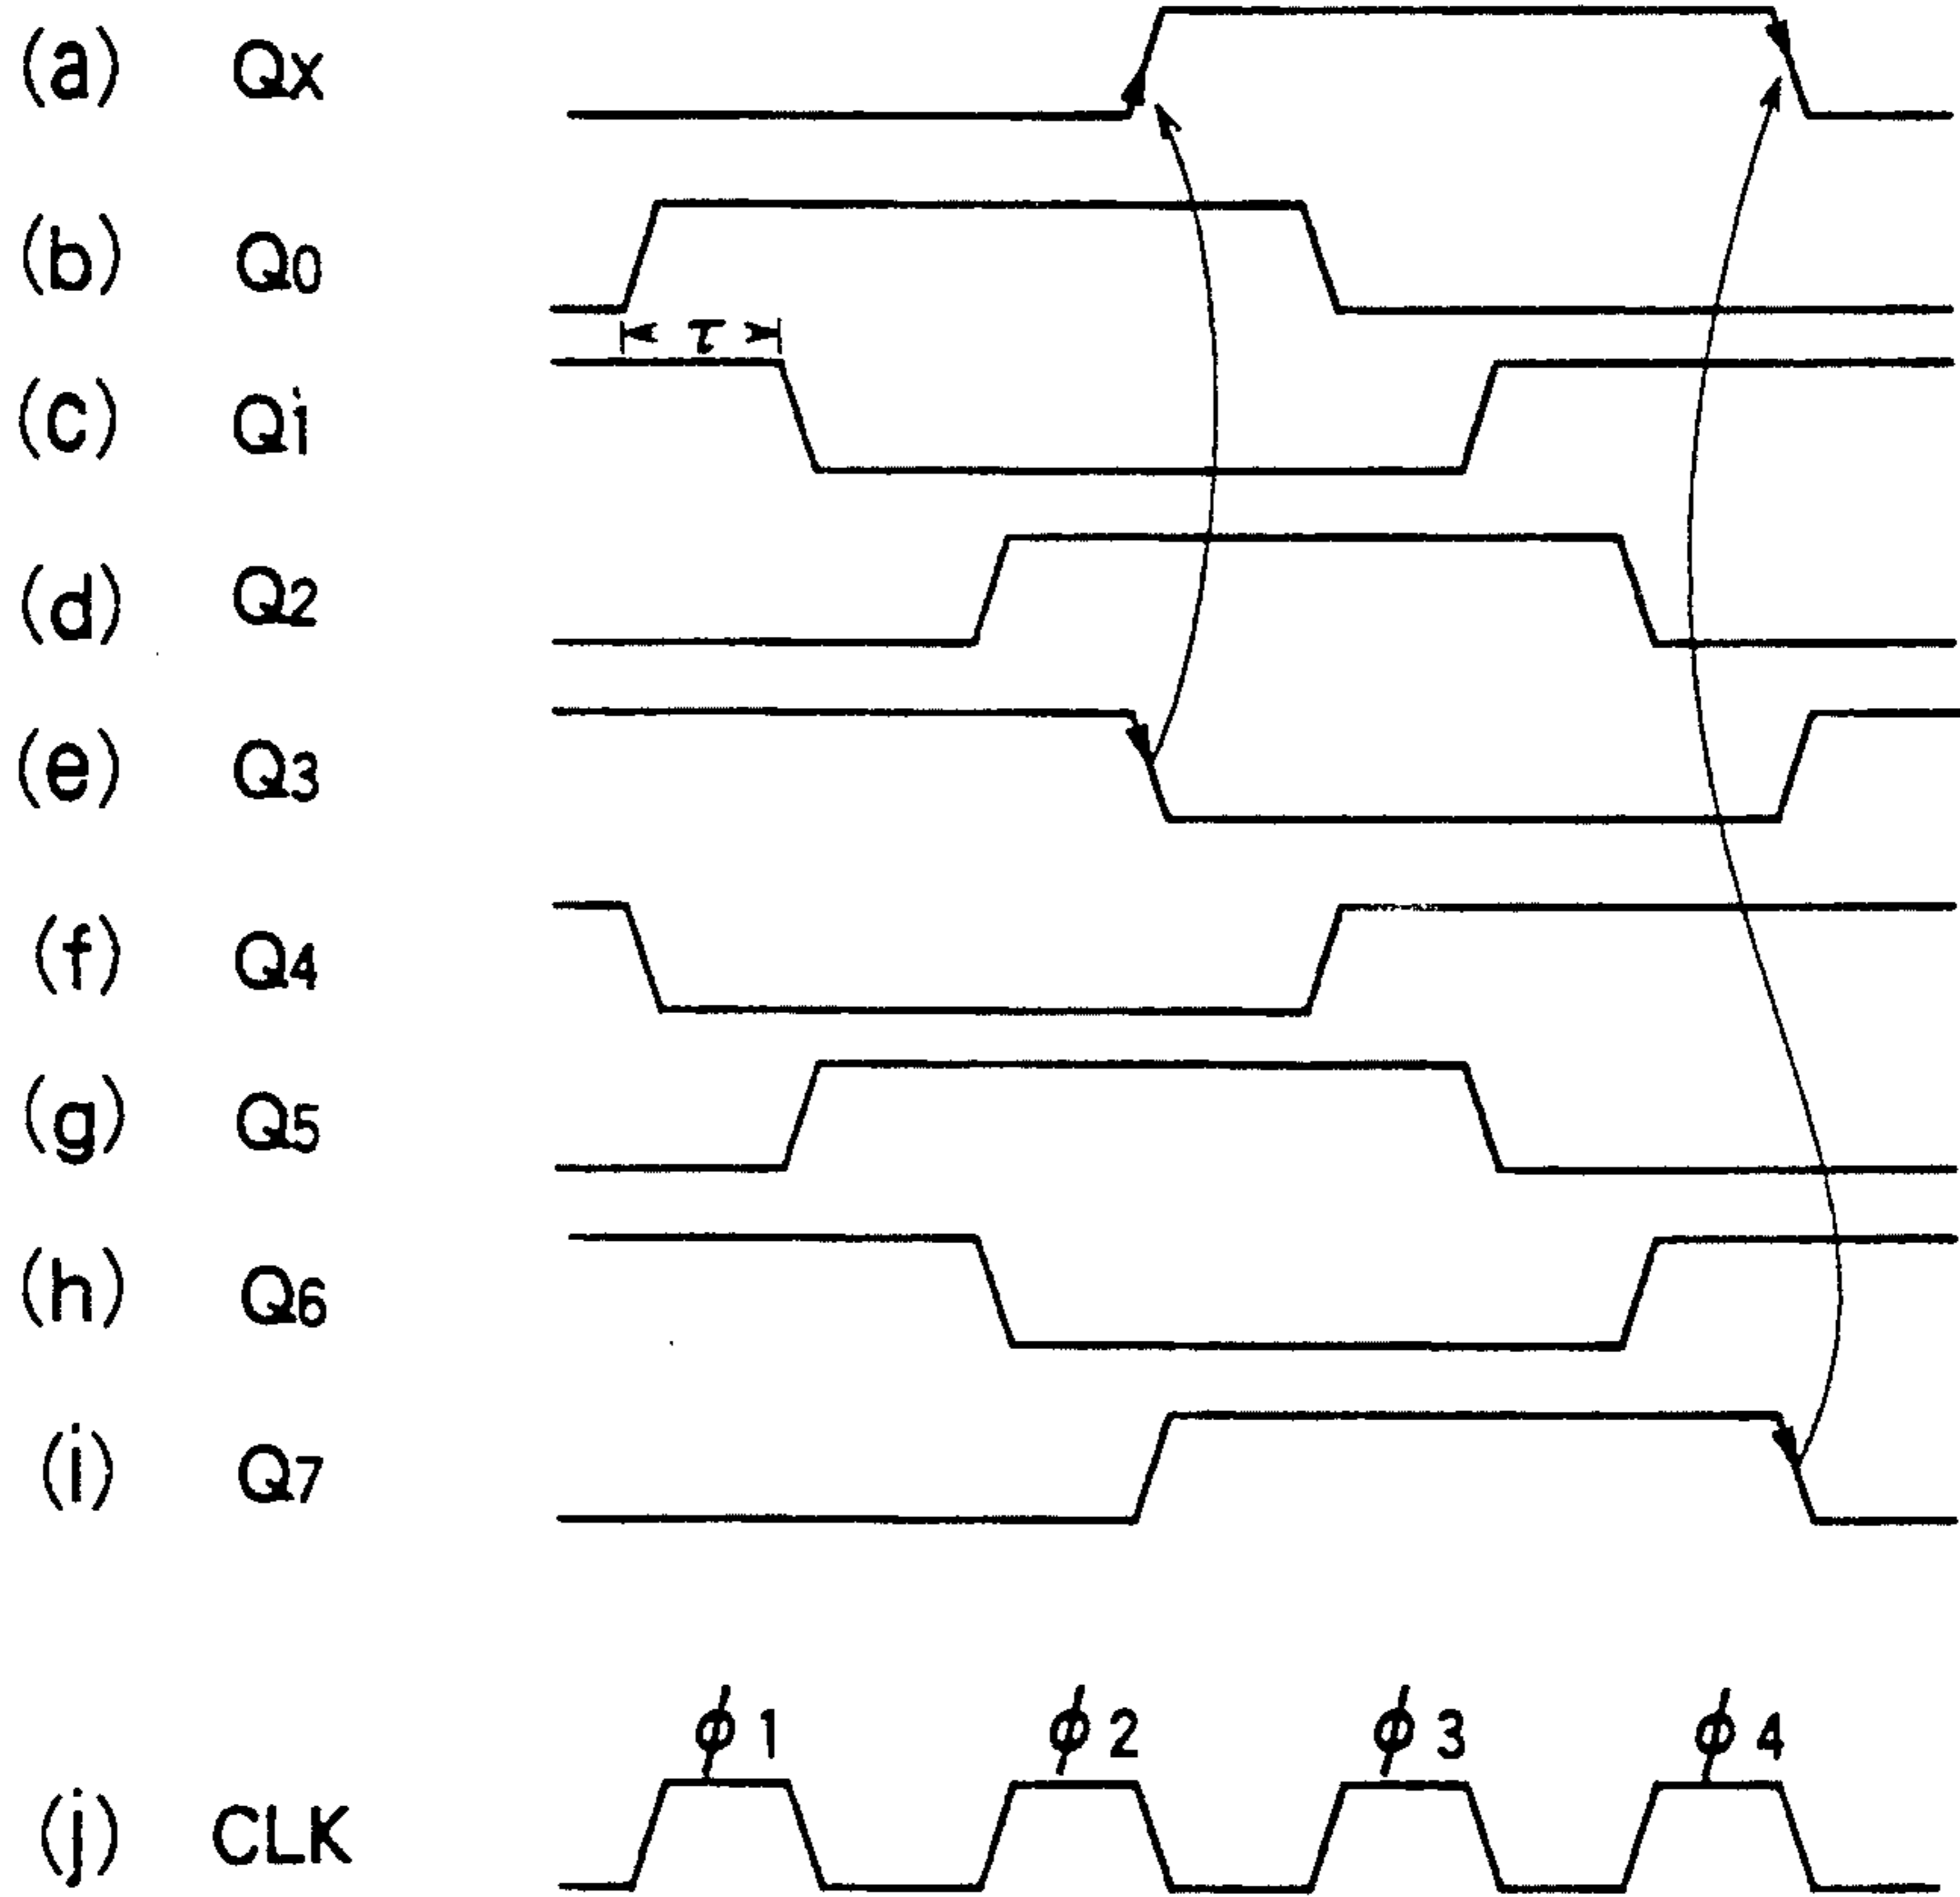 (a) Qx
(b) Q0
τ
(c) Qi
(d) Q2
(e) Q3
(f) Q4
(g) Q5
(h) Q6
(i) Q7
ϕ1 ϕ2 ϕ3 ϕ4
(j) CLK